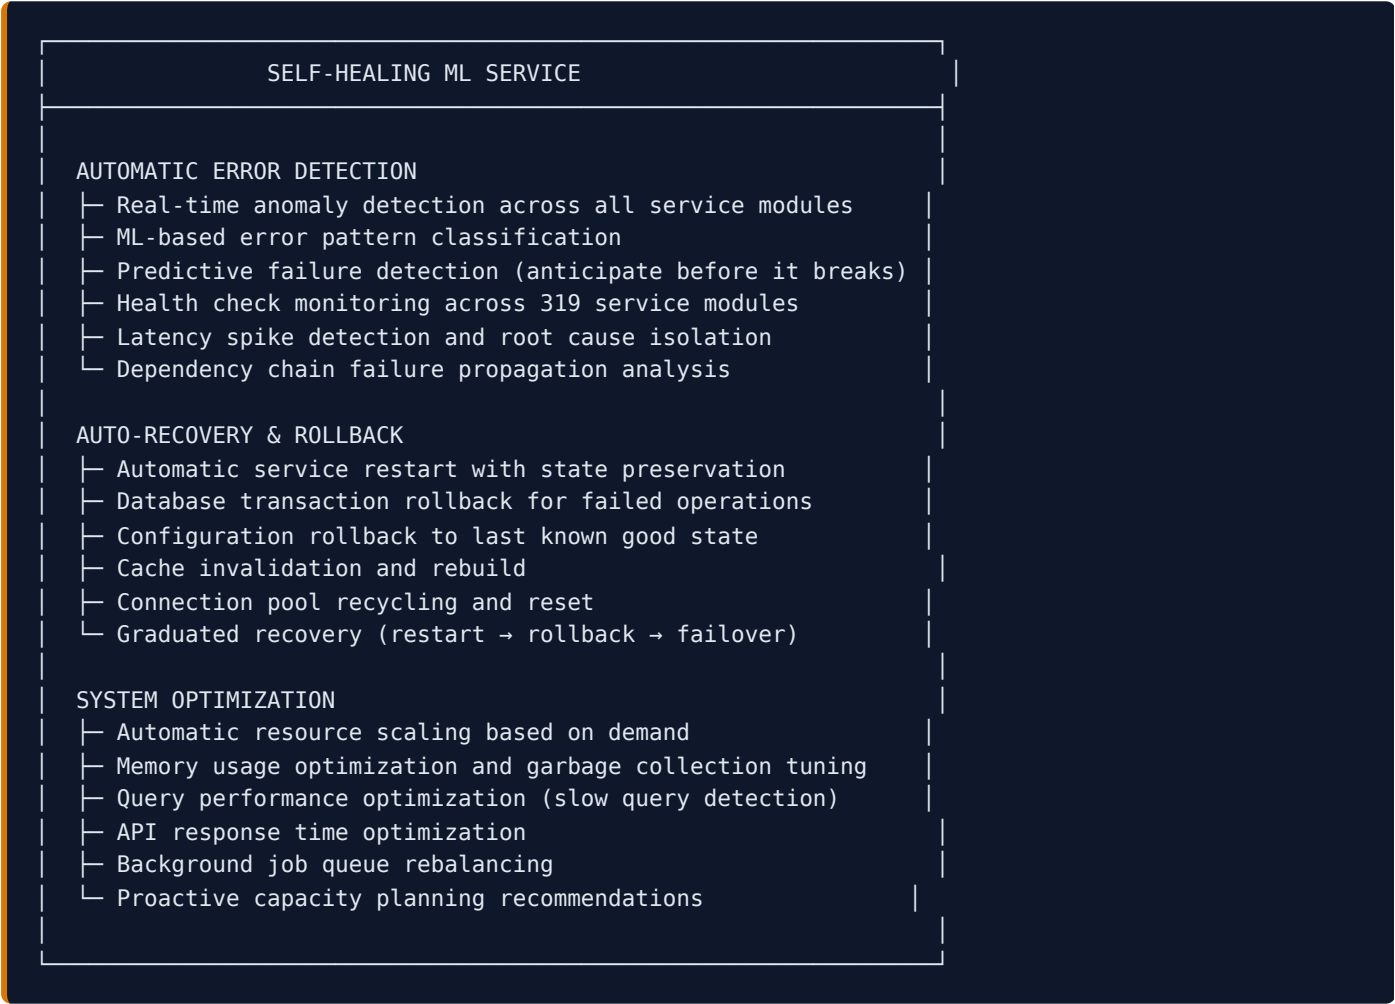 SELF-HEALING ML SERVICE
AUTOMATIC ERROR DETECTION
├─ Real-time anomaly detection across all service modules
├─ ML-based error pattern classification
├─ Predictive failure detection (anticipate before it breaks)
├─ Health check monitoring across 319 service modules
├─ Latency spike detection and root cause isolation
└─ Dependency chain failure propagation analysis
AUTO-RECOVERY & ROLLBACK
├─ Automatic service restart with state preservation
├─ Database transaction rollback for failed operations
├─ Configuration rollback to last known good state
├─ Cache invalidation and rebuild
├─ Connection pool recycling and reset
└─ Graduated recovery (restart → rollback → failover)
SYSTEM OPTIMIZATION
├─ Automatic resource scaling based on demand
├─ Memory usage optimization and garbage collection tuning
├─ Query performance optimization (slow query detection)
├─ API response time optimization
├─ Background job queue rebalancing
└─ Proactive capacity planning recommendations